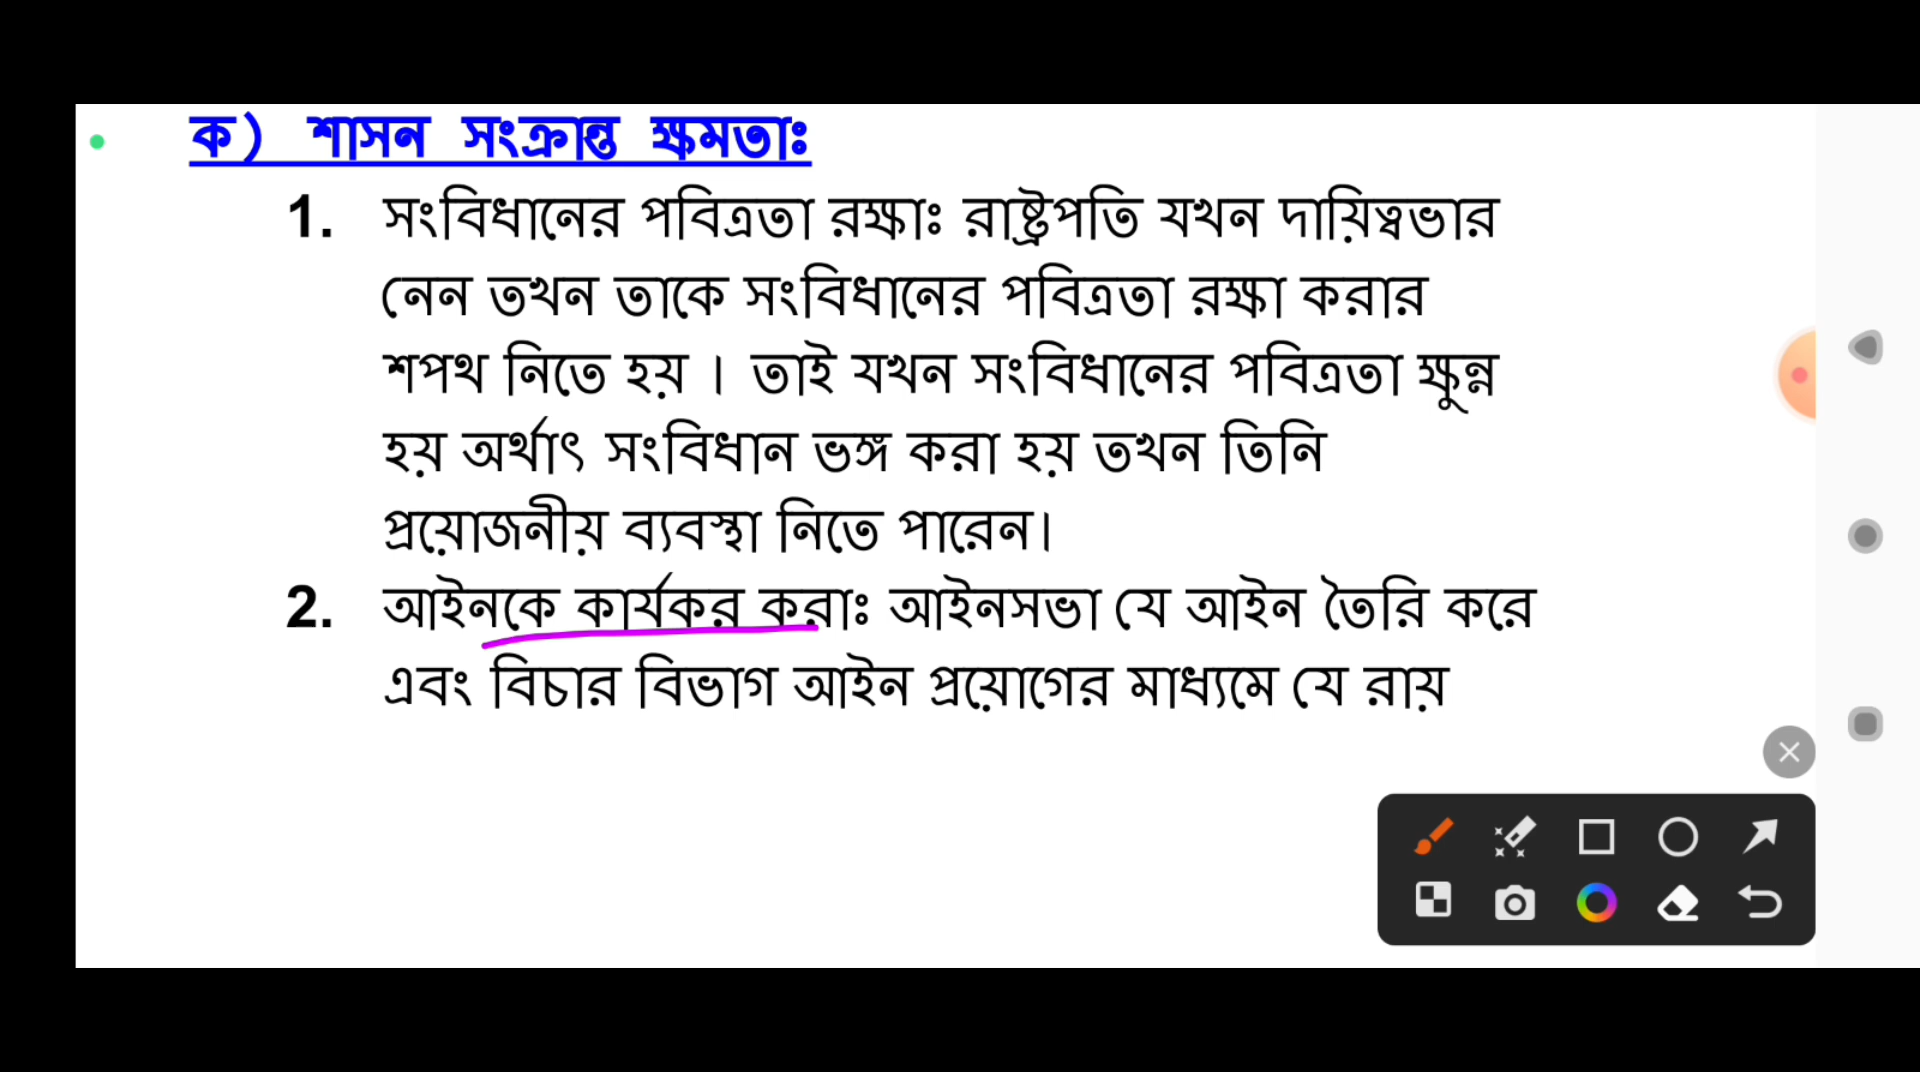 ক) শাসন সংক্রান্ত ক্ষমতাঃ
1. সংবিধানের পবিত্রতা রক্ষাঃ রাষ্ট্রপতি যখন দায়িত্বভার
নেন তখন তাকে সংবিধানের পবিত্রতা রক্ষা করার
শপথ নিতে হয় । তাই যখন সংবিধানের পবিত্রতা ক্ষুন্ন
হয় অর্থাৎ সংবিধান ভঙ্গ করা হয় তখন তিনি
প্রয়োজনীয় ব্যবস্থা নিতে পারেন।
2. আইনকে কার্যকর করাঃ আইনসভা যে আইন তৈরি করে
এবং বিচার বিভাগ আইন প্রয়োগের মাধ্যমে যে রায়